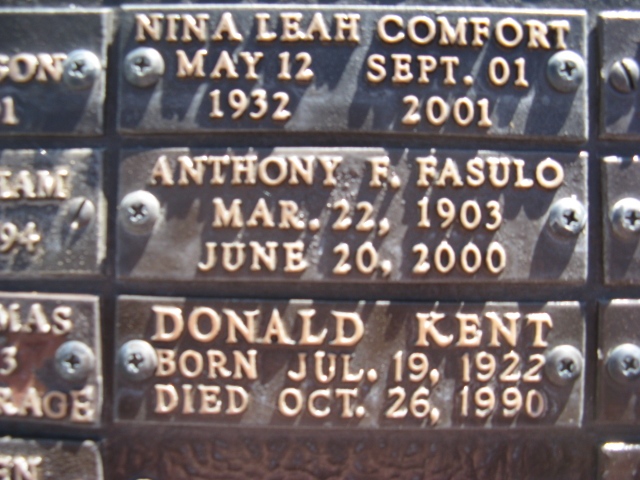 NINA LEAH COMFORT
MAY 12 SEPT. 01
1932 2001
ANTHONY F. FASULO
MAR. 22, 1903
JUNE 20, 2000
DONALD KENT
BORN JUL. 19, 1922
DIED OCT. 26, 1990